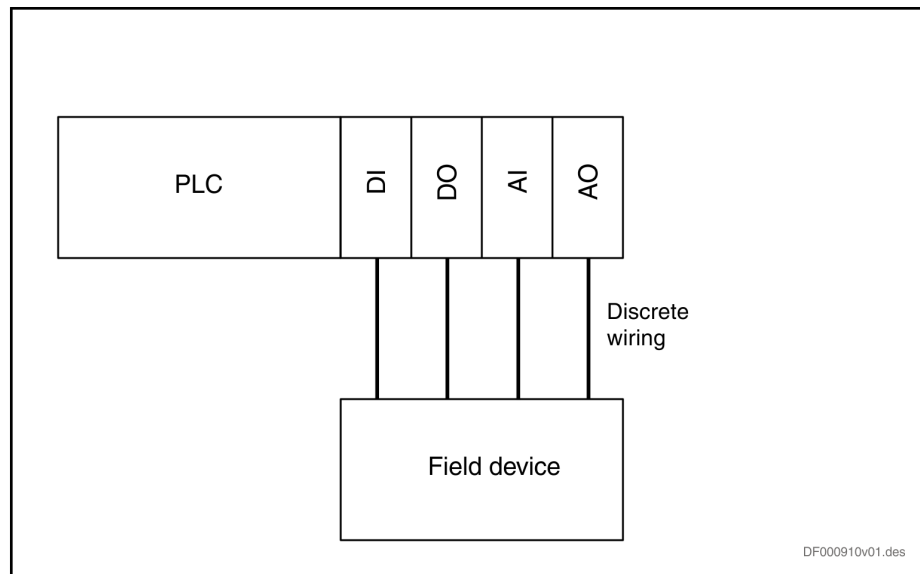 PLC
DI
DO
AI
AO
Discrete
wiring
Field device
DF000910v01.des